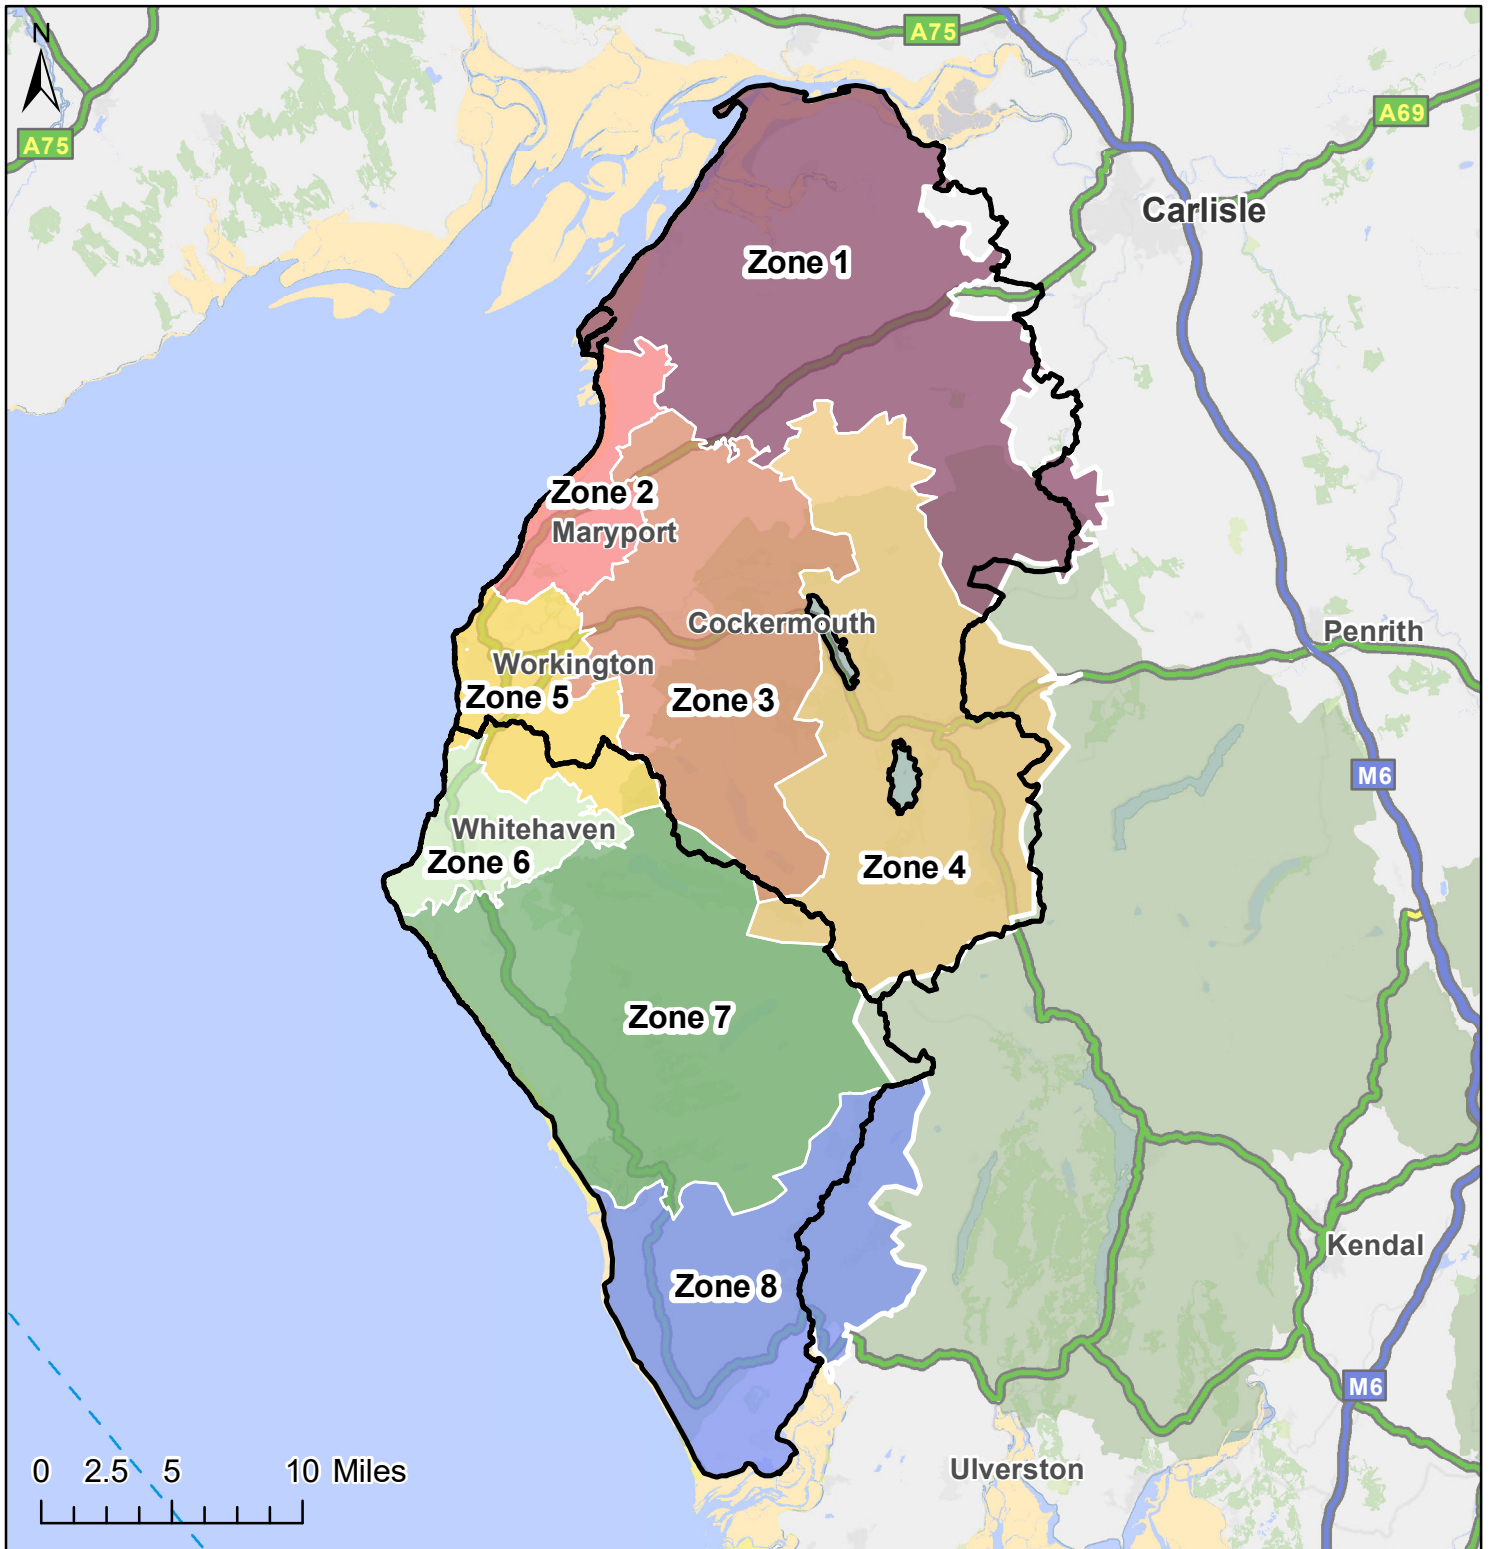 A75
N
A69
A75
Carlisle
Zone 1
Zone 2
Maryport
Cockermouth
Penrith
Workington
Zone 5
Zone 3
M6
Whitehaven
Zone 6
Zone 4
Zone 7
Kendal
Zone 8
M6
Ulverston
0 2.5 5 10 Miles